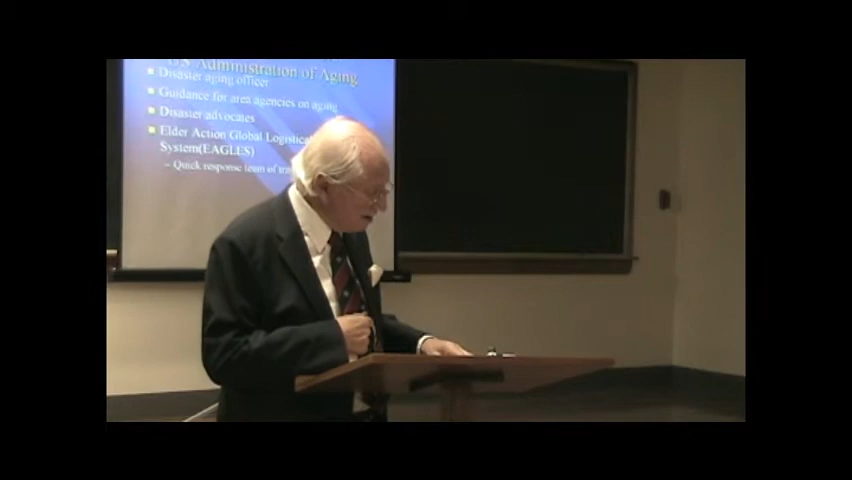 US Administration of Aging
Disaster aging officer
Guidance for area agencies on aging
Disaster advocates
Elder Action Global Logistical
System(EAGLES)
– Quick response team of